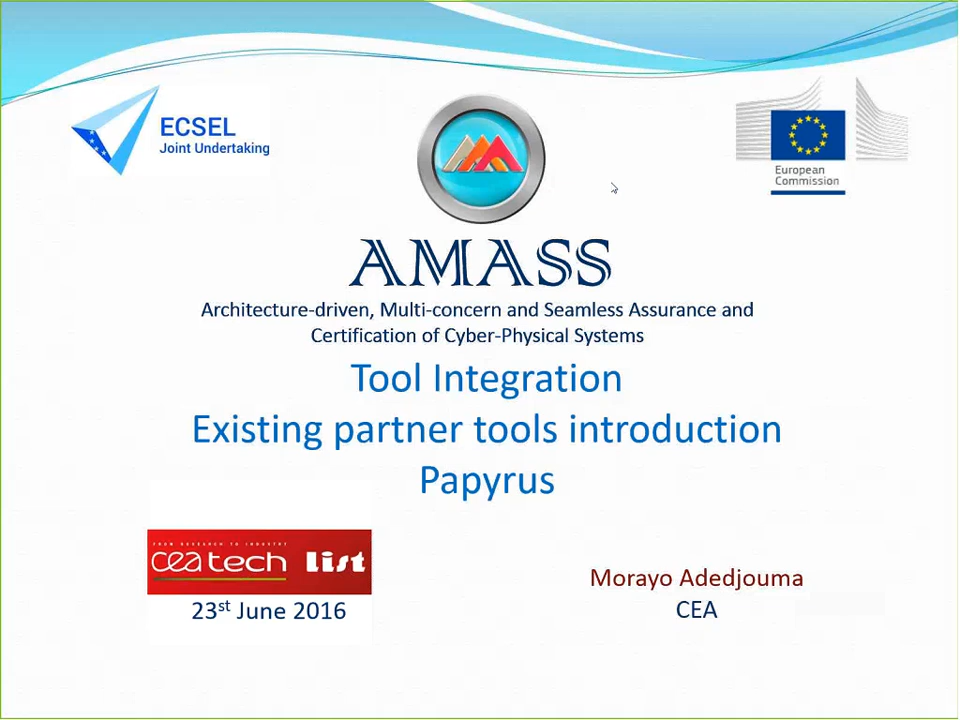 ECSEL
Joint Undertaking
European
Commission
AMASS
Architecture-driven, Multi-concern and Seamless Assurance and
Certification of Cyber-Physical Systems
Tool Integration
Existing partner tools introduction
Papyrus
FROM RESEARCH TO INDUSTRY
ceatech list
23st June 2016
Morayo Adedjouma
CEA